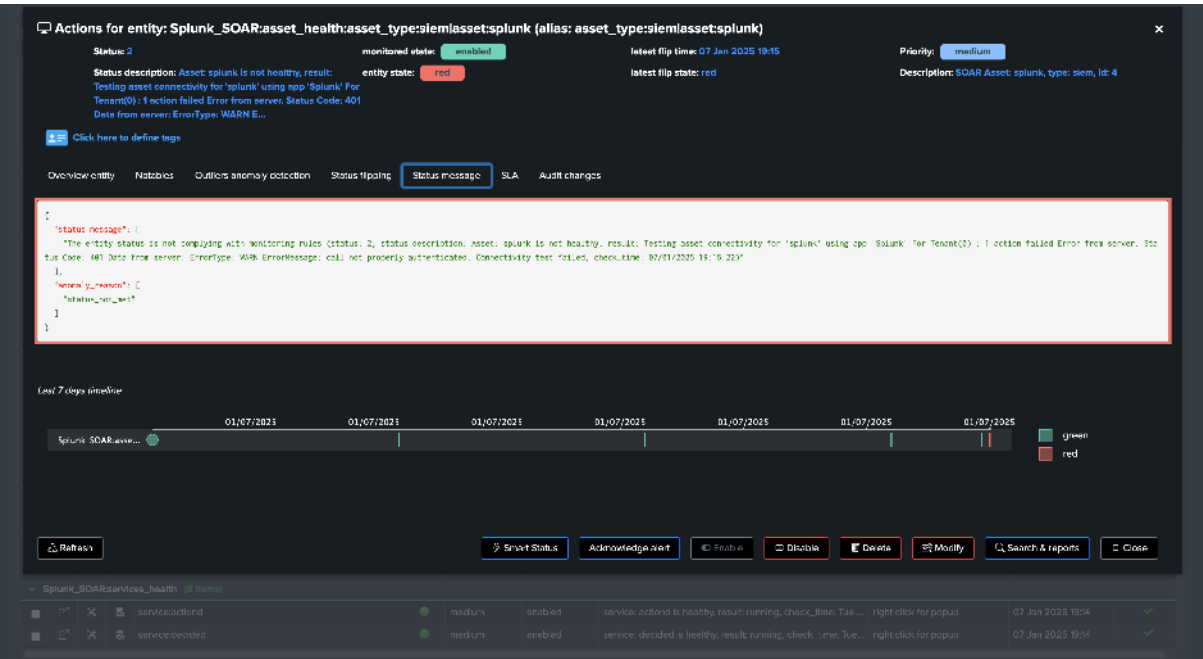 Actions for entity: Splunk_SOAR:asset_health:asset_type:siem|asset:splunk (alias: asset_type:siem|asset:splunk)
Status: 2
monitored state: enabled
latest flip time: 07 Jan 2025 19:15
Priority: medium
Status description: Asset: splunk is not healthy, result:
Testing asset connectivity for 'splunk' using app 'Splunk' For
Tenant(0) : 1 action failed Error from server. Status Code: 401
Data from server: ErrorType: WARN E...
entity state: red
latest flip state: red
Description: SOAR Asset: splunk, type: siem, Id: 4
Click here to define tags
Overview entity Notables Outliers anomaly detection Status flipping Status message SLA Audit changes
{
"status_message": [
"The entity status is not complying with monitoring rules (status: 2, status description: Asset: splunk is not healthy, result: Testing asset connectivity for 'splunk' using app 'Splunk' For Tenant(0) : 1 action failed Error from server. Sta
tus Code: 401 Data from server: ErrorType: WARN ErrorMessage: call not properly authenticated. Connectivity test failed, check_time: 07/01/2025 19:15:22)"
],
"anomaly_reason": [
"status_not_met"
]
}
Last 7 days timeline
01/07/2025 01/07/2025 01/07/2025 01/07/2025 01/07/2025 01/07/2025 01/07/2025
Splunk_SOAR:asse...
green
red
Refresh Smart Status Acknowledge alert Enable Disable Delete Modify Search & reports Close
Splunk_SOAR:services_health (8 items)
service:actiond medium enabled service: actiond is healthy, result: running, check_time: Tue ... right click for popup 07 Jan 2025 19:14
service:decided medium enabled service: decided is healthy, result: running, check_time: Tue... right click for popup 07 Jan 2025 19:14